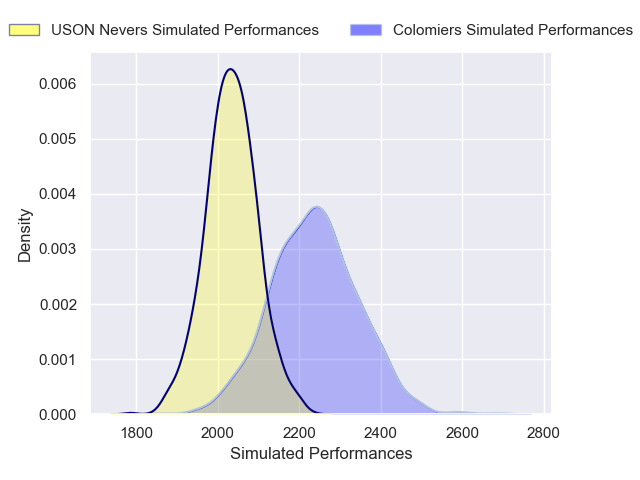 USON Nevers Simulated Performances
Colomiers Simulated Performances
0.006
0.005
0.004
0.003
0.002
0.001
0.000
Density
1800 2000 2200 2400 2600 2800
Simulated Performances